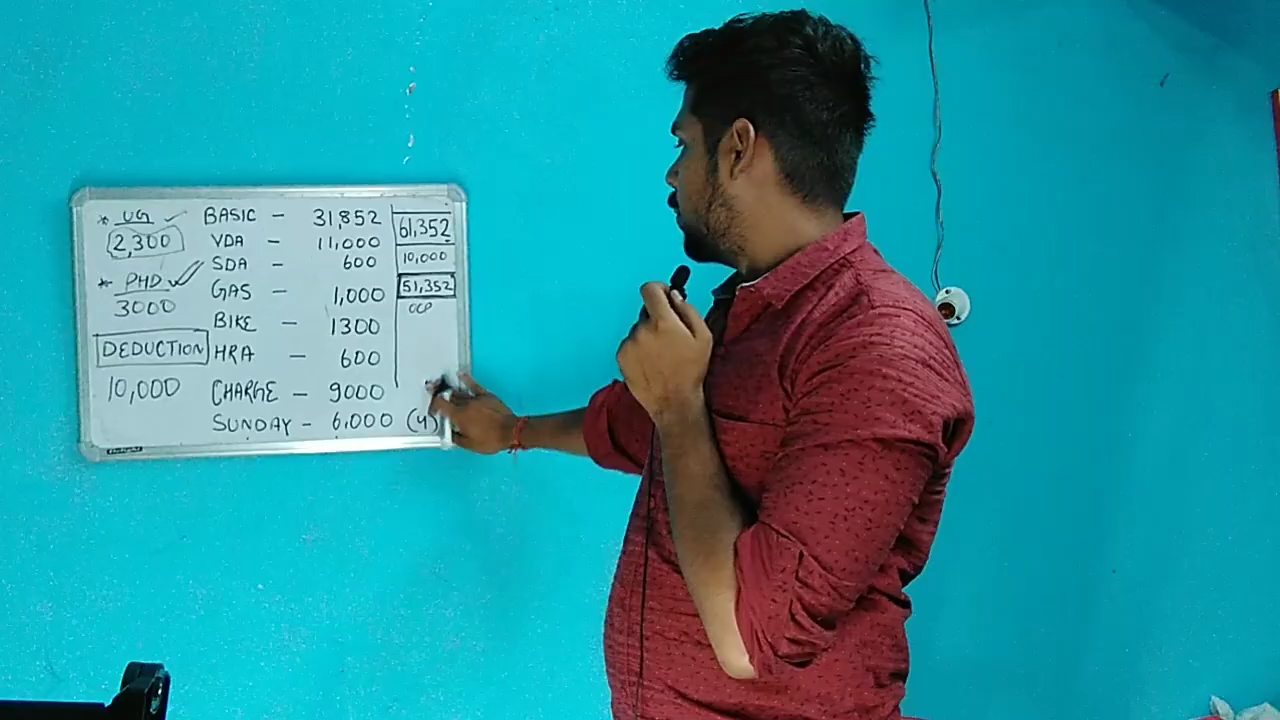 * UG ✓
2,300
* PHD ✓✓
3000
DEDUCTION
10,000
BASIC - 31,852
VDA - 11,000
SDA - 600
GAS - 1,000
BIKE - 1300
HRA - 600
CHARGE - 9000
SUNDAY - 6,000 (4)
61,352
10,000
51,352